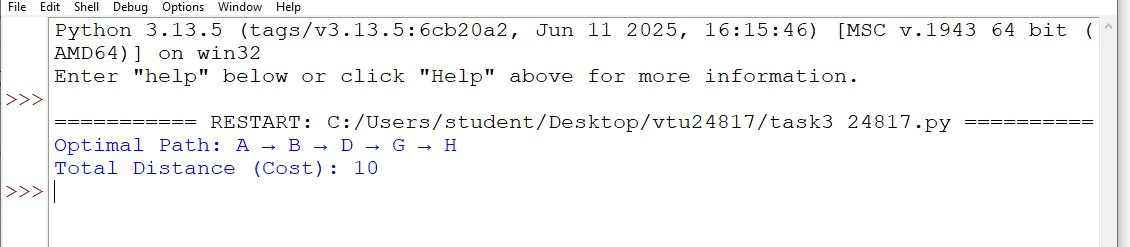 File Edit Shell Debug Options Window Help
Python 3.13.5 (tags/v3.13.5:6cb20a2, Jun 11 2025, 16:15:46) [MSC v.1943 64 bit (
AMD64)] on win32
Enter "help" below or click "Help" above for more information.
>>>
=========== RESTART: C:/Users/student/Desktop/vtu24817/task3 24817.py ==========
Optimal Path: A → B → D → G → H
Total Distance (Cost): 10
>>>